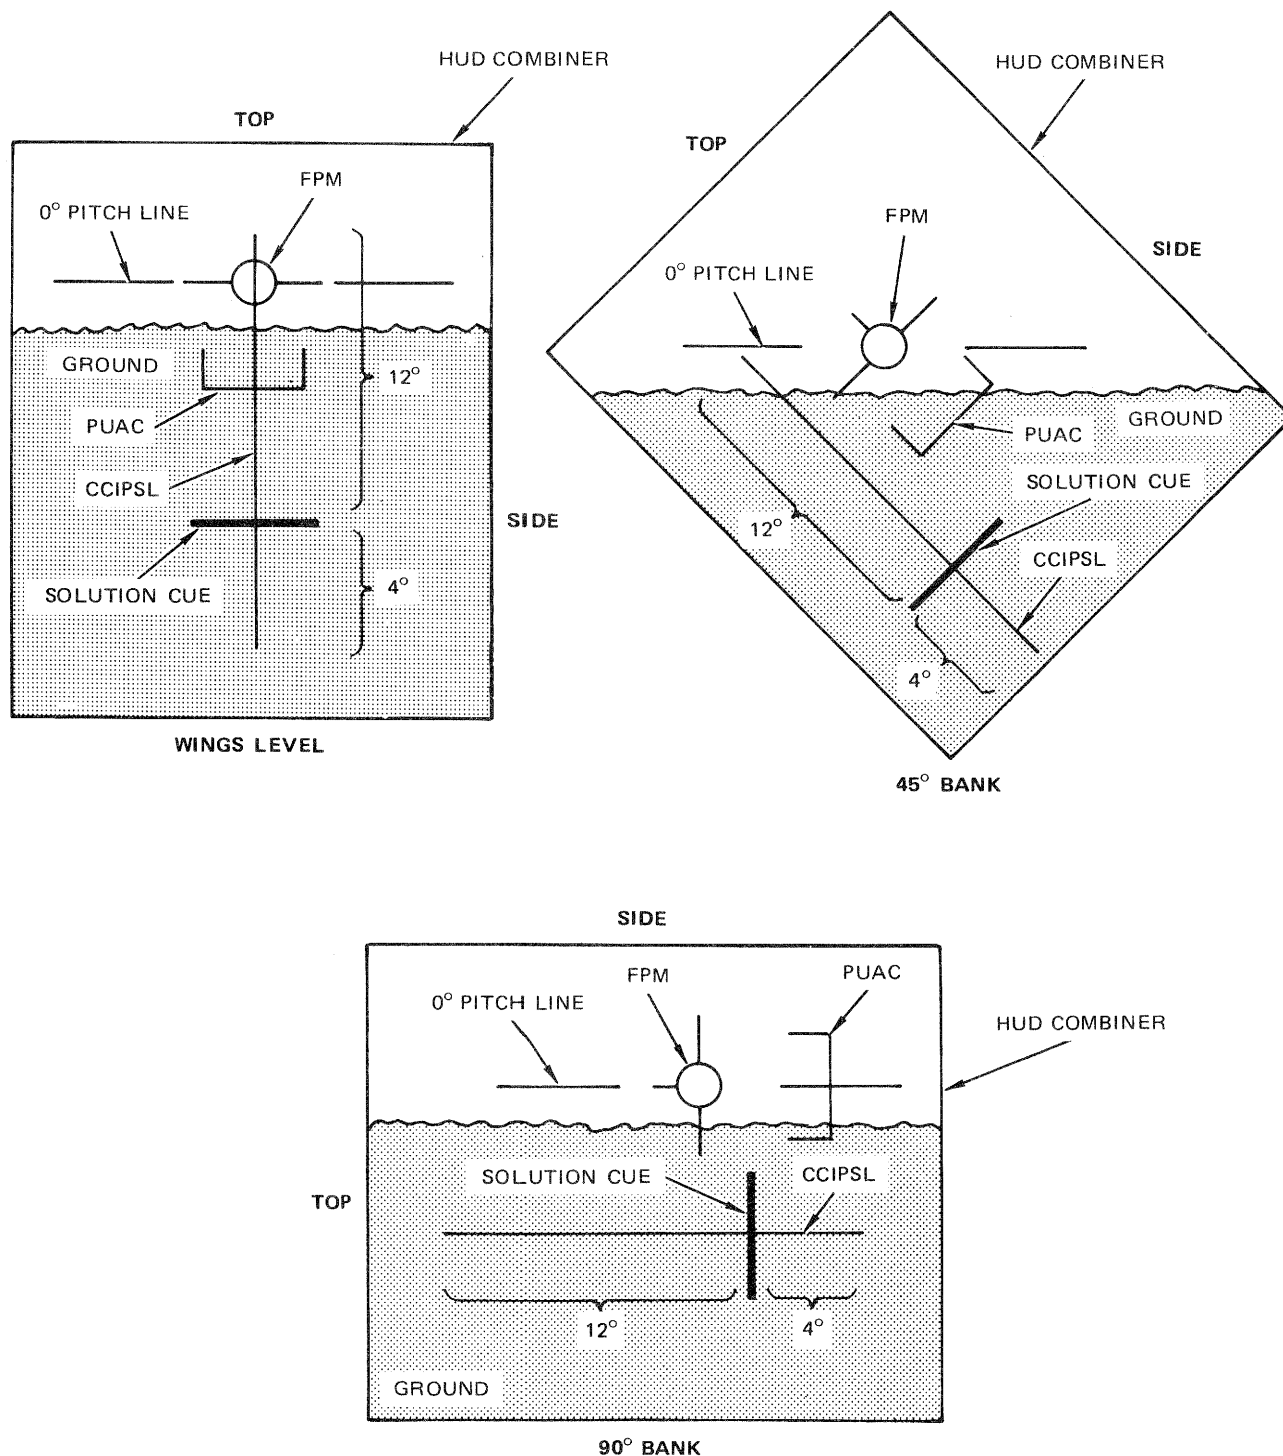 HUD COMBINER
TOP
FPM
0° PITCH LINE
GROUND
12°
PUAC
CCIPSL
SIDE
SOLUTION CUE
4°
WINGS LEVEL
HUD COMBINER
TOP
FPM
SIDE
0° PITCH LINE
GROUND
PUAC
SOLUTION CUE
12°
CCIPSL
4°
45° BANK
SIDE
FPM
PUAC
0° PITCH LINE
HUD COMBINER
SOLUTION CUE
CCIPSL
TOP
12°
4°
GROUND
90° BANK